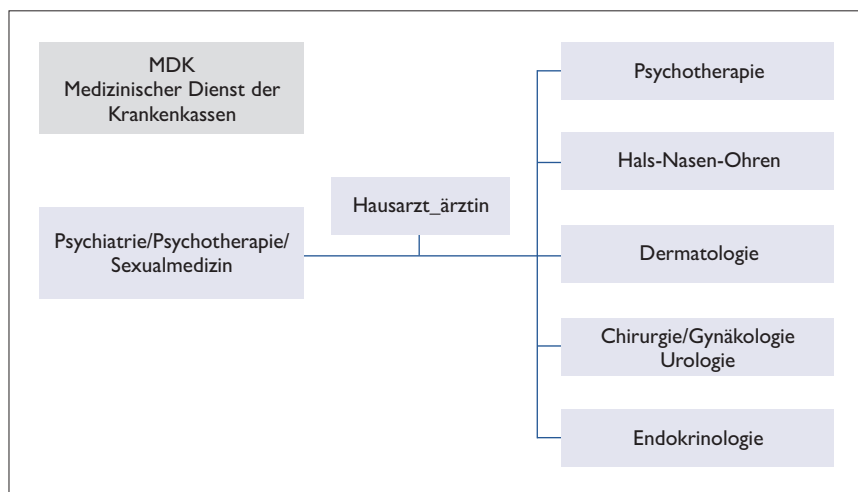 MDK
Medizinischer Dienst der
Krankenkassen
Psychiatrie/Psychotherapie/
Sexualmedizin
Hausarzt_ärztin
Psychotherapie
Hals-Nasen-Ohren
Dermatologie
Chirurgie/Gynäkologie
Urologie
Endokrinologie